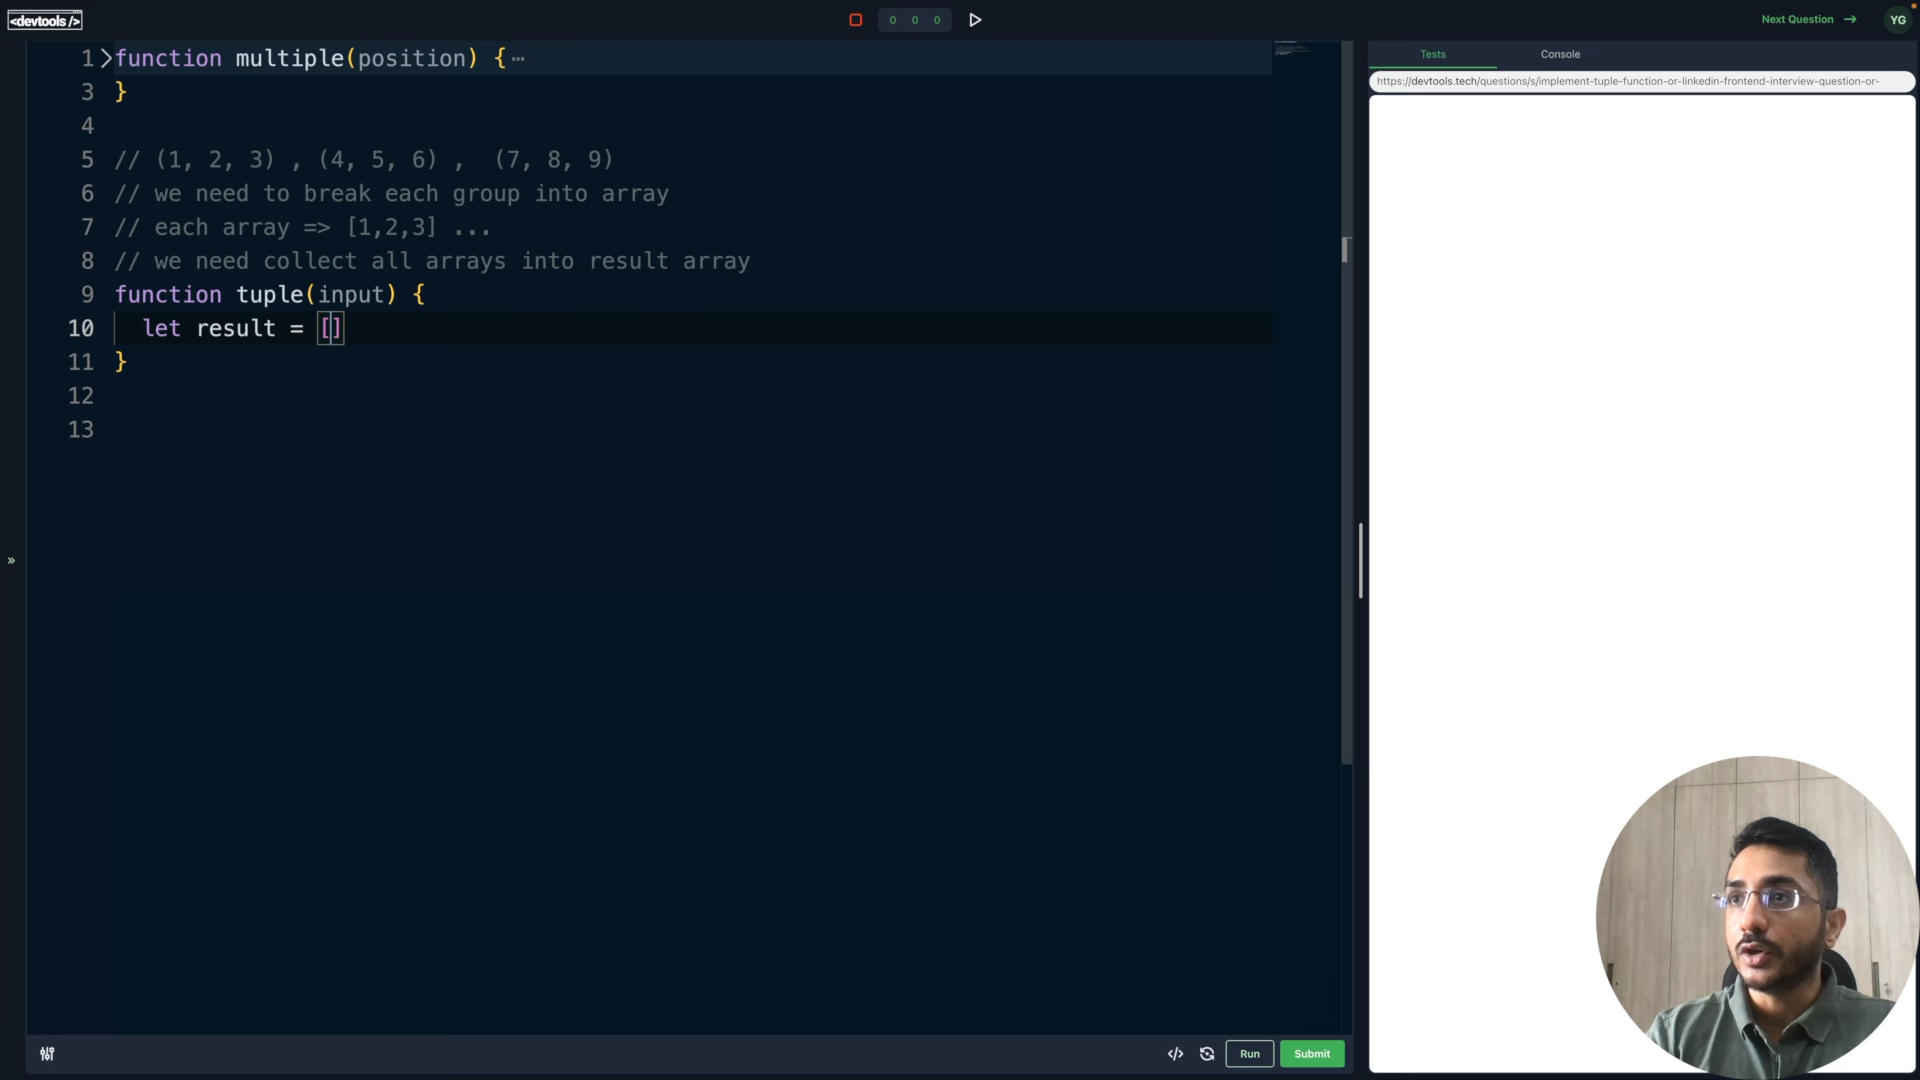 <devtools />
0 0 0
Next Question →
YG
1 function multiple(position) {…
3 }
4
5 // (1, 2, 3) , (4, 5, 6) ,  (7, 8, 9)
6 // we need to break each group into array
7 // each array => [1,2,3] ...
8 // we need collect all arrays into result array
9 function tuple(input) {
10 let result = []
11 }
12
13
Tests Console
https://devtools.tech/questions/s/implement-tuple-function-or-linkedin-frontend-interview-question-or-
»
</> Run Submit